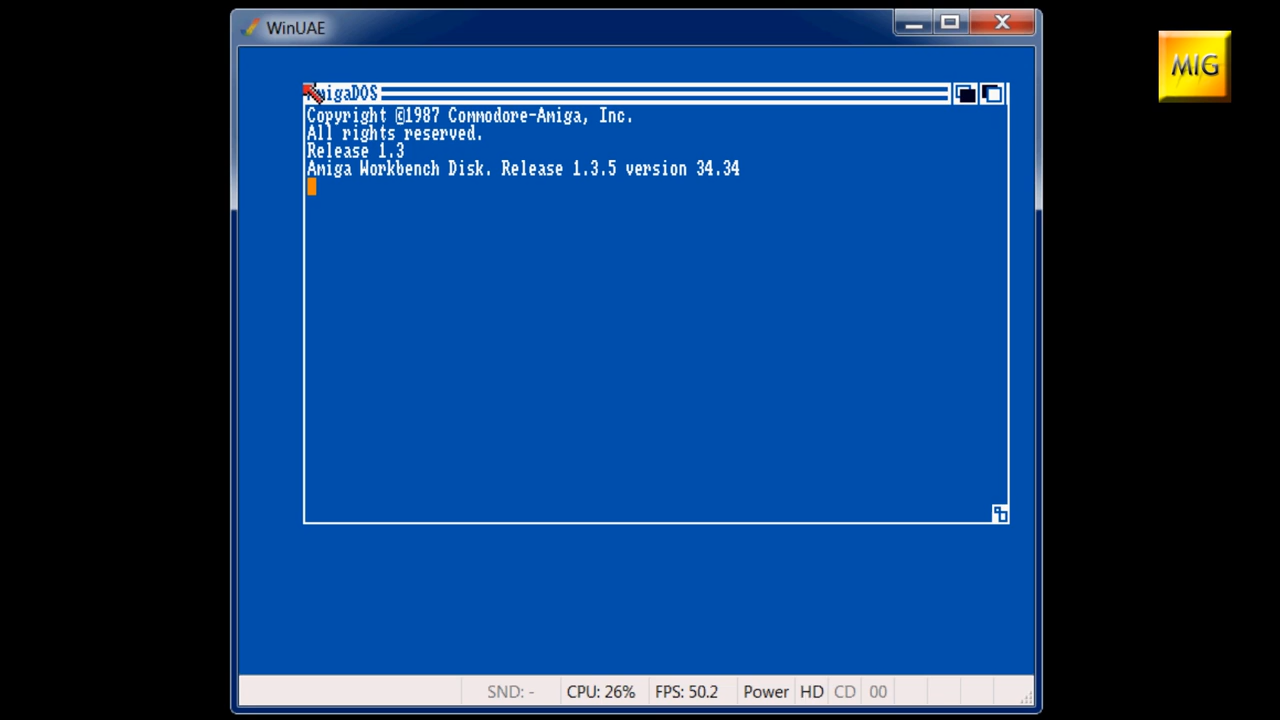 WinUAE
MIG
AmigaDOS
Copyright ©1987 Commodore-Amiga, Inc.
All rights reserved.
Release 1.3
Amiga Workbench Disk. Release 1.3.5 version 34.34
SND: - CPU: 26% FPS: 50.2 Power HD CD 00